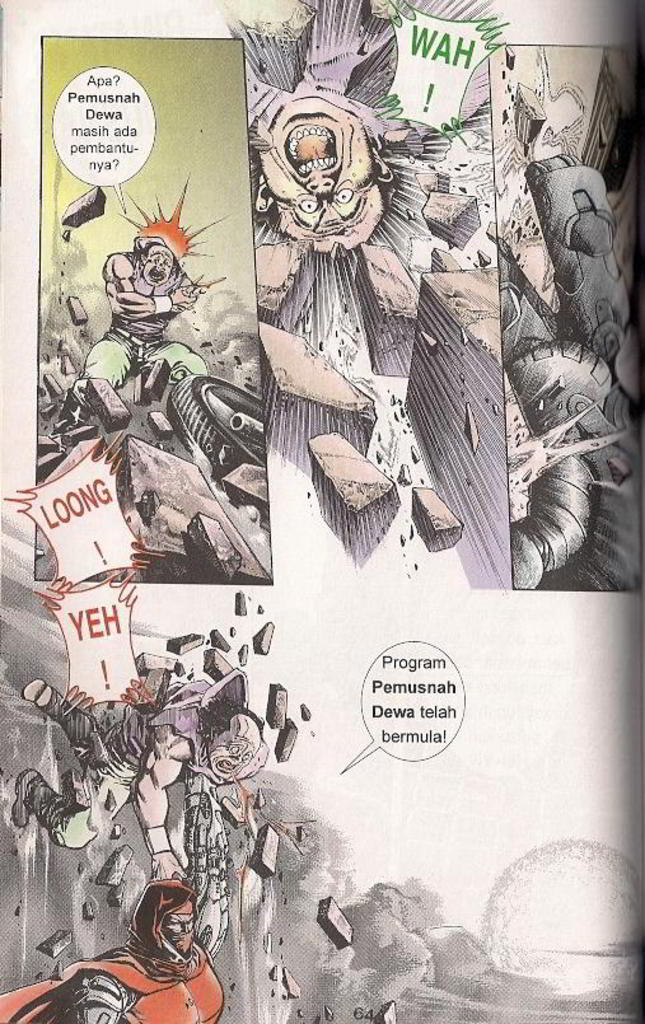 Apa?
Pemusnah
Dewa
masih ada
pembantu-
nya?
WAH
!
LOONG
!
YEH
!
Program
Pemusnah
Dewa telah
bermula!
64